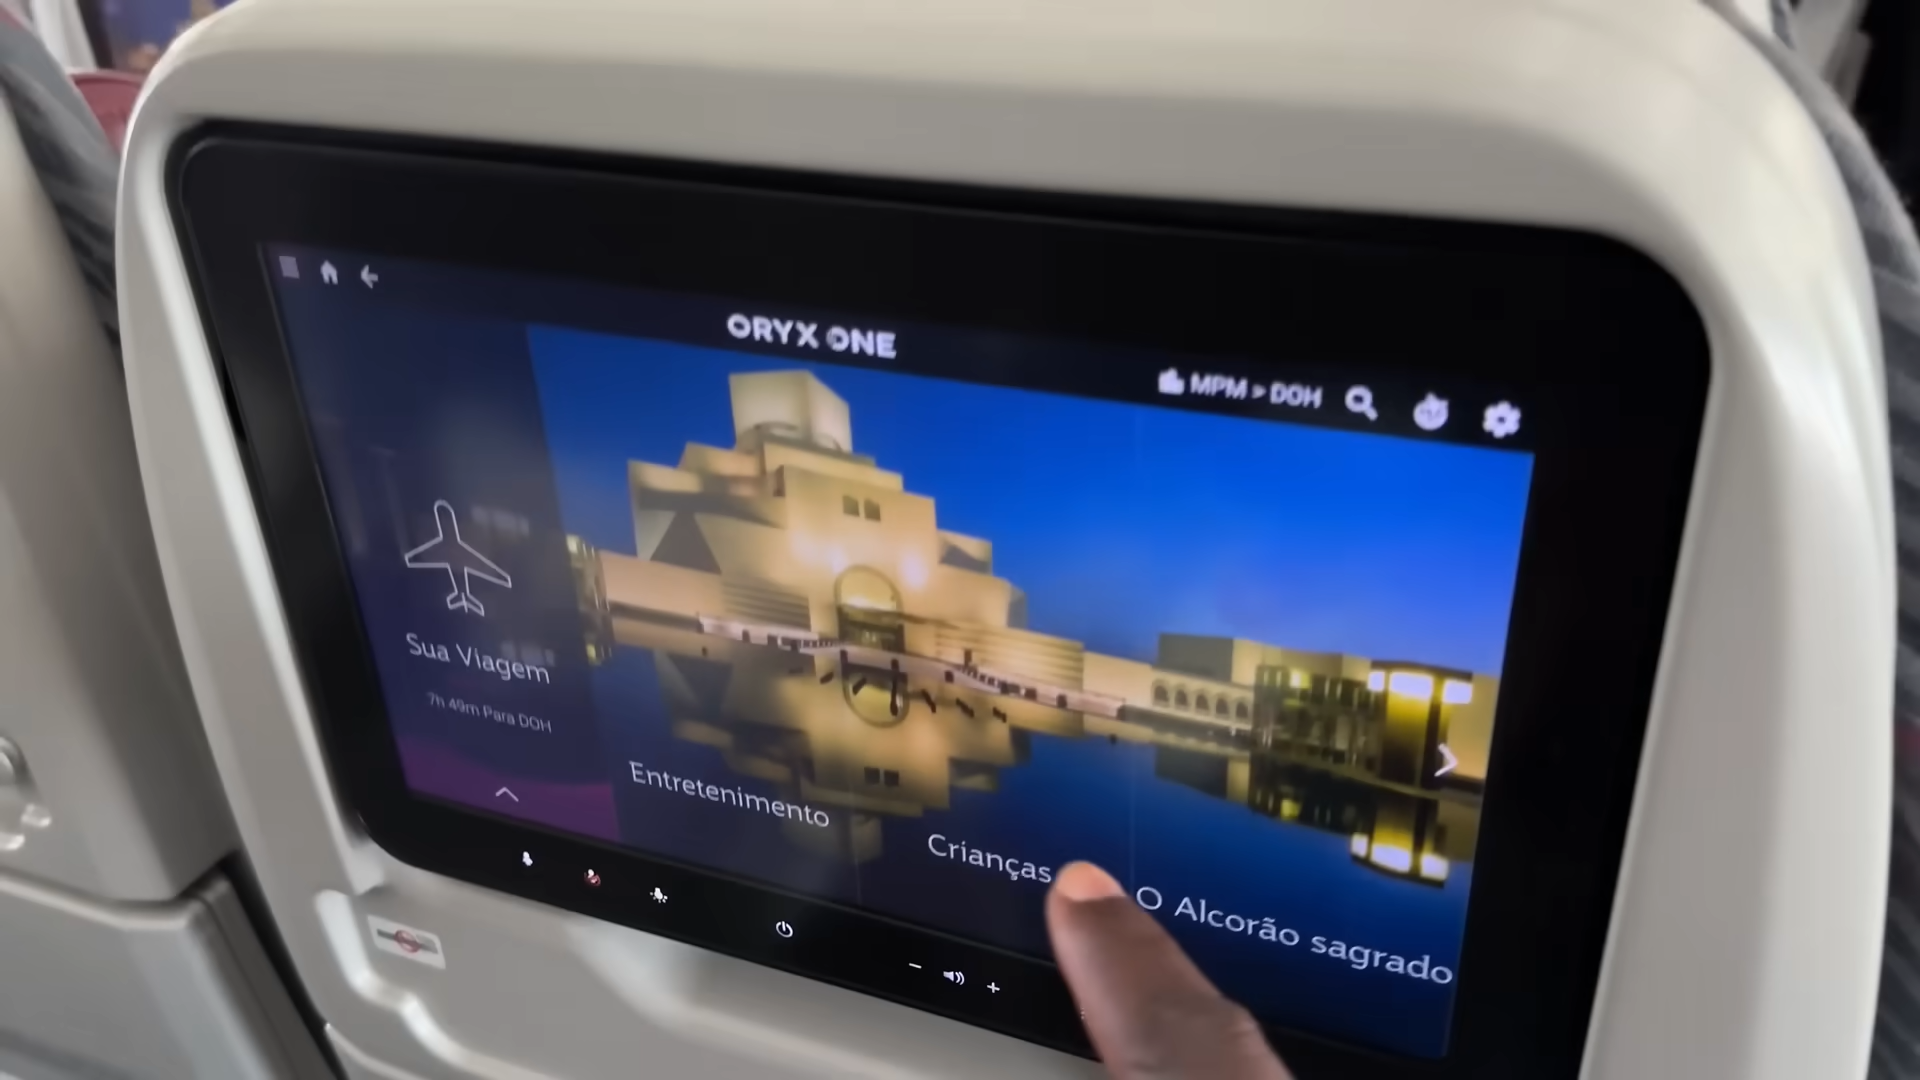 ORYX ONE
MPM > DOH
Sua Viagem
7h 49m Para DOH
Entretenimento
Crianças
O Alcorão sagrado